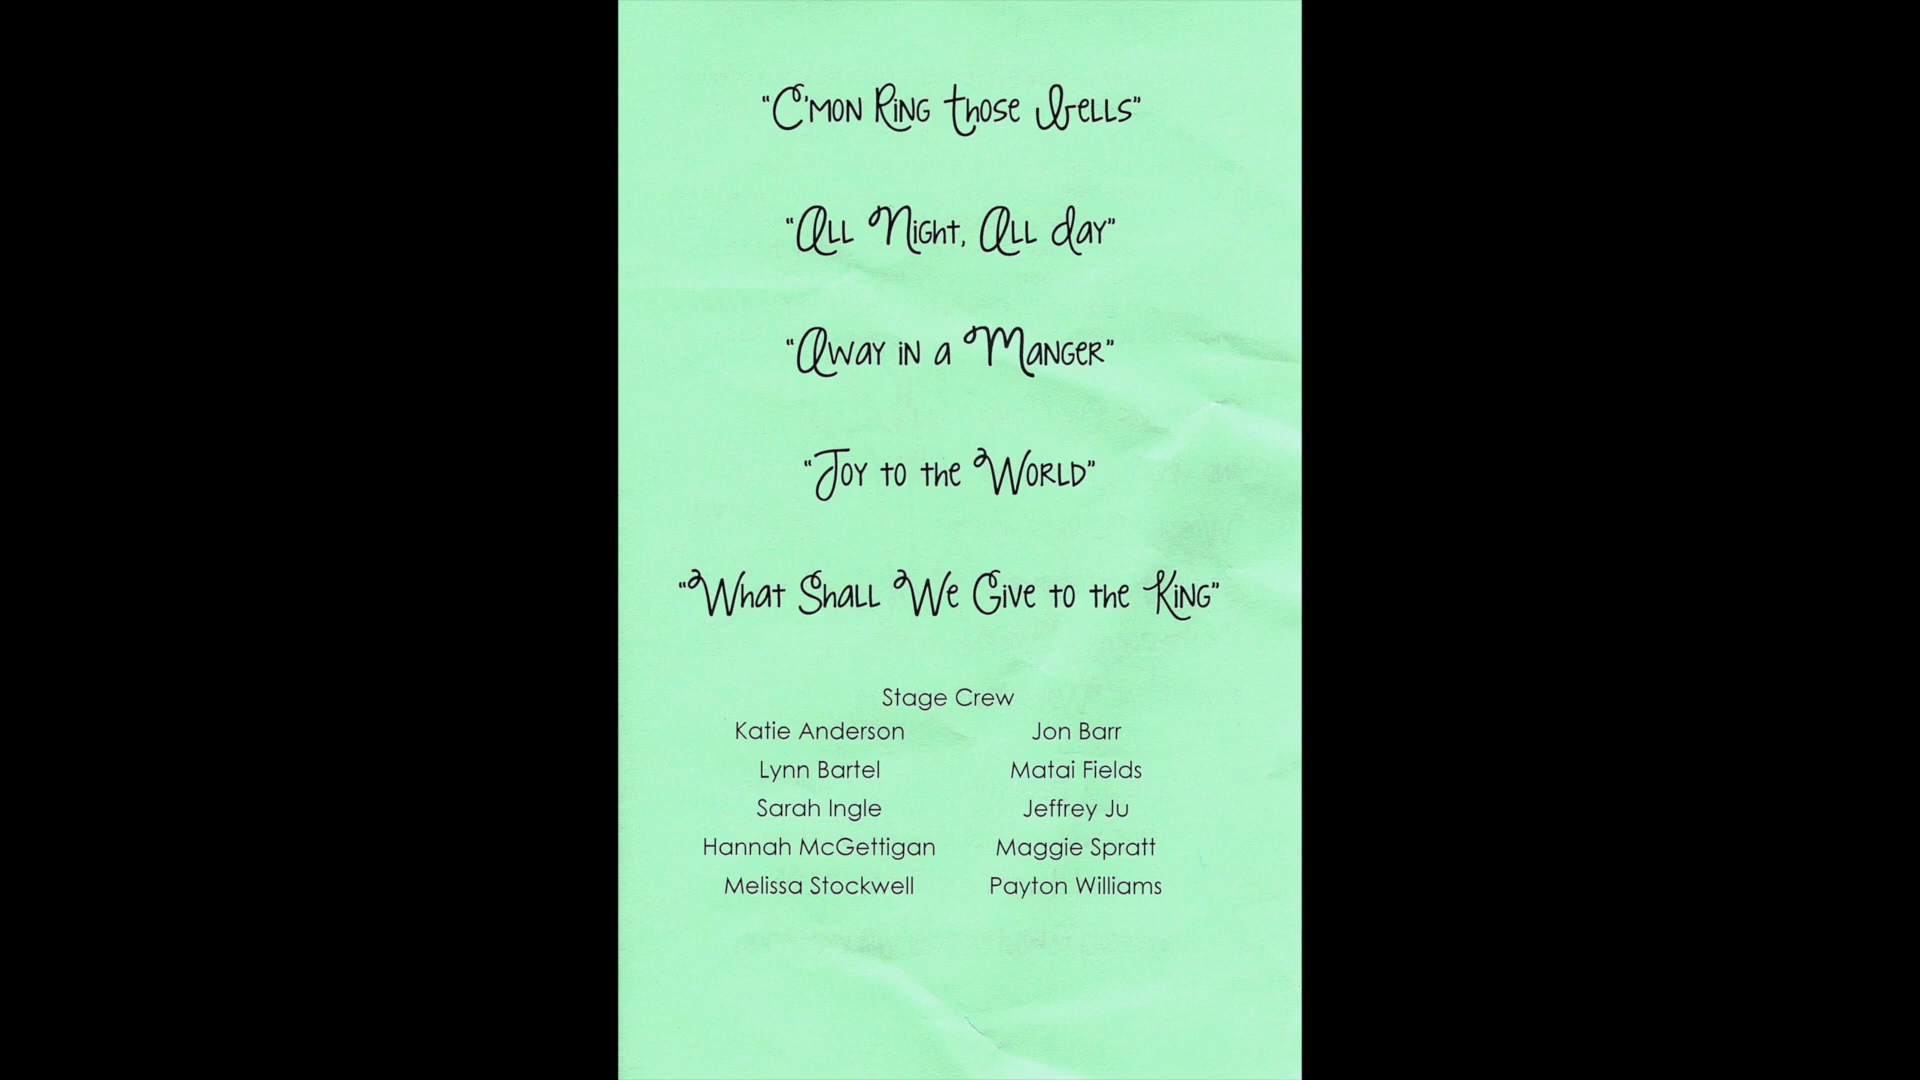 "C'mon Ring Those Bells"
"All Night, All Day"
"Away in a Manger"
"Joy to the World"
"What Shall We Give to the King"
Stage Crew
Katie Anderson Jon Barr
Lynn Bartel Matai Fields
Sarah Ingle Jeffrey Ju
Hannah McGettigan Maggie Spratt
Melissa Stockwell Payton Williams